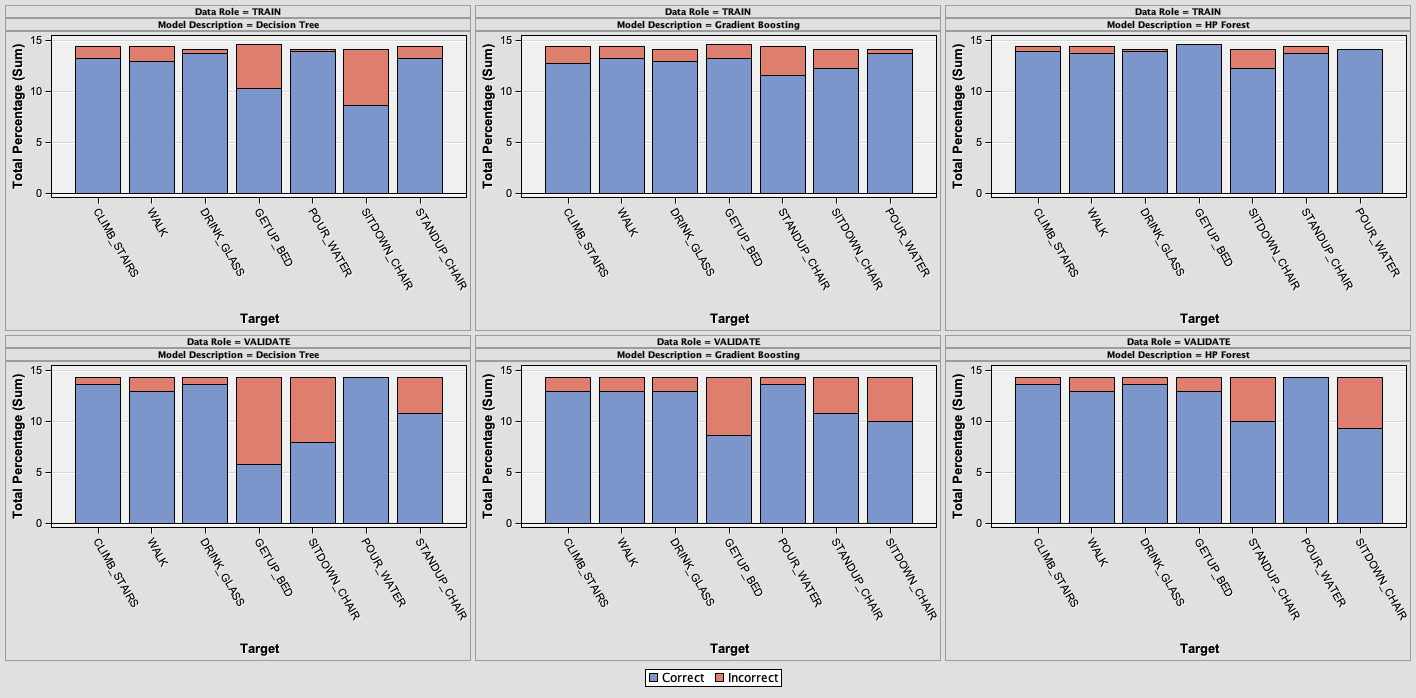 Data Role = TRAIN
Model Description = Decision Tree
Total Percentage (Sum)
15
10
5
0
CLIMB_STAIRS
WALK
DRINK_GLASS
GETUP_BED
POUR_WATER
SITDOWN_CHAIR
STANDUP_CHAIR
Target
Data Role = TRAIN
Model Description = Gradient Boosting
Total Percentage (Sum)
15
10
5
0
CLIMB_STAIRS
WALK
DRINK_GLASS
GETUP_BED
STANDUP_CHAIR
SITDOWN_CHAIR
POUR_WATER
Target
Data Role = TRAIN
Model Description = HP Forest
Total Percentage (Sum)
15
10
5
0
CLIMB_STAIRS
WALK
DRINK_GLASS
GETUP_BED
SITDOWN_CHAIR
STANDUP_CHAIR
POUR_WATER
Target
Data Role = VALIDATE
Model Description = Decision Tree
Total Percentage (Sum)
15
10
5
0
CLIMB_STAIRS
WALK
DRINK_GLASS
GETUP_BED
SITDOWN_CHAIR
POUR_WATER
STANDUP_CHAIR
Target
Data Role = VALIDATE
Model Description = Gradient Boosting
Total Percentage (Sum)
15
10
5
0
CLIMB_STAIRS
WALK
DRINK_GLASS
GETUP_BED
POUR_WATER
STANDUP_CHAIR
SITDOWN_CHAIR
Target
Data Role = VALIDATE
Model Description = HP Forest
Total Percentage (Sum)
15
10
5
0
CLIMB_STAIRS
WALK
DRINK_GLASS
GETUP_BED
STANDUP_CHAIR
POUR_WATER
SITDOWN_CHAIR
Target
Correct Incorrect